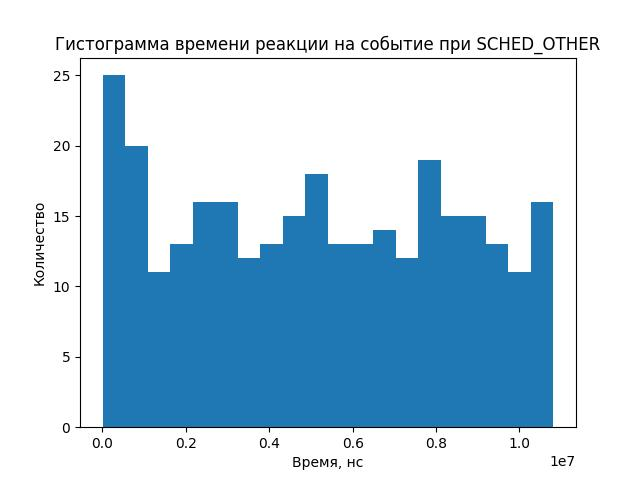 Гистограмма времени реакции на событие при SCHED_OTHER
25
20
15
10
5
0
Количество
0.0 0.2 0.4 0.6 0.8 1.0
1e7
Время, нс